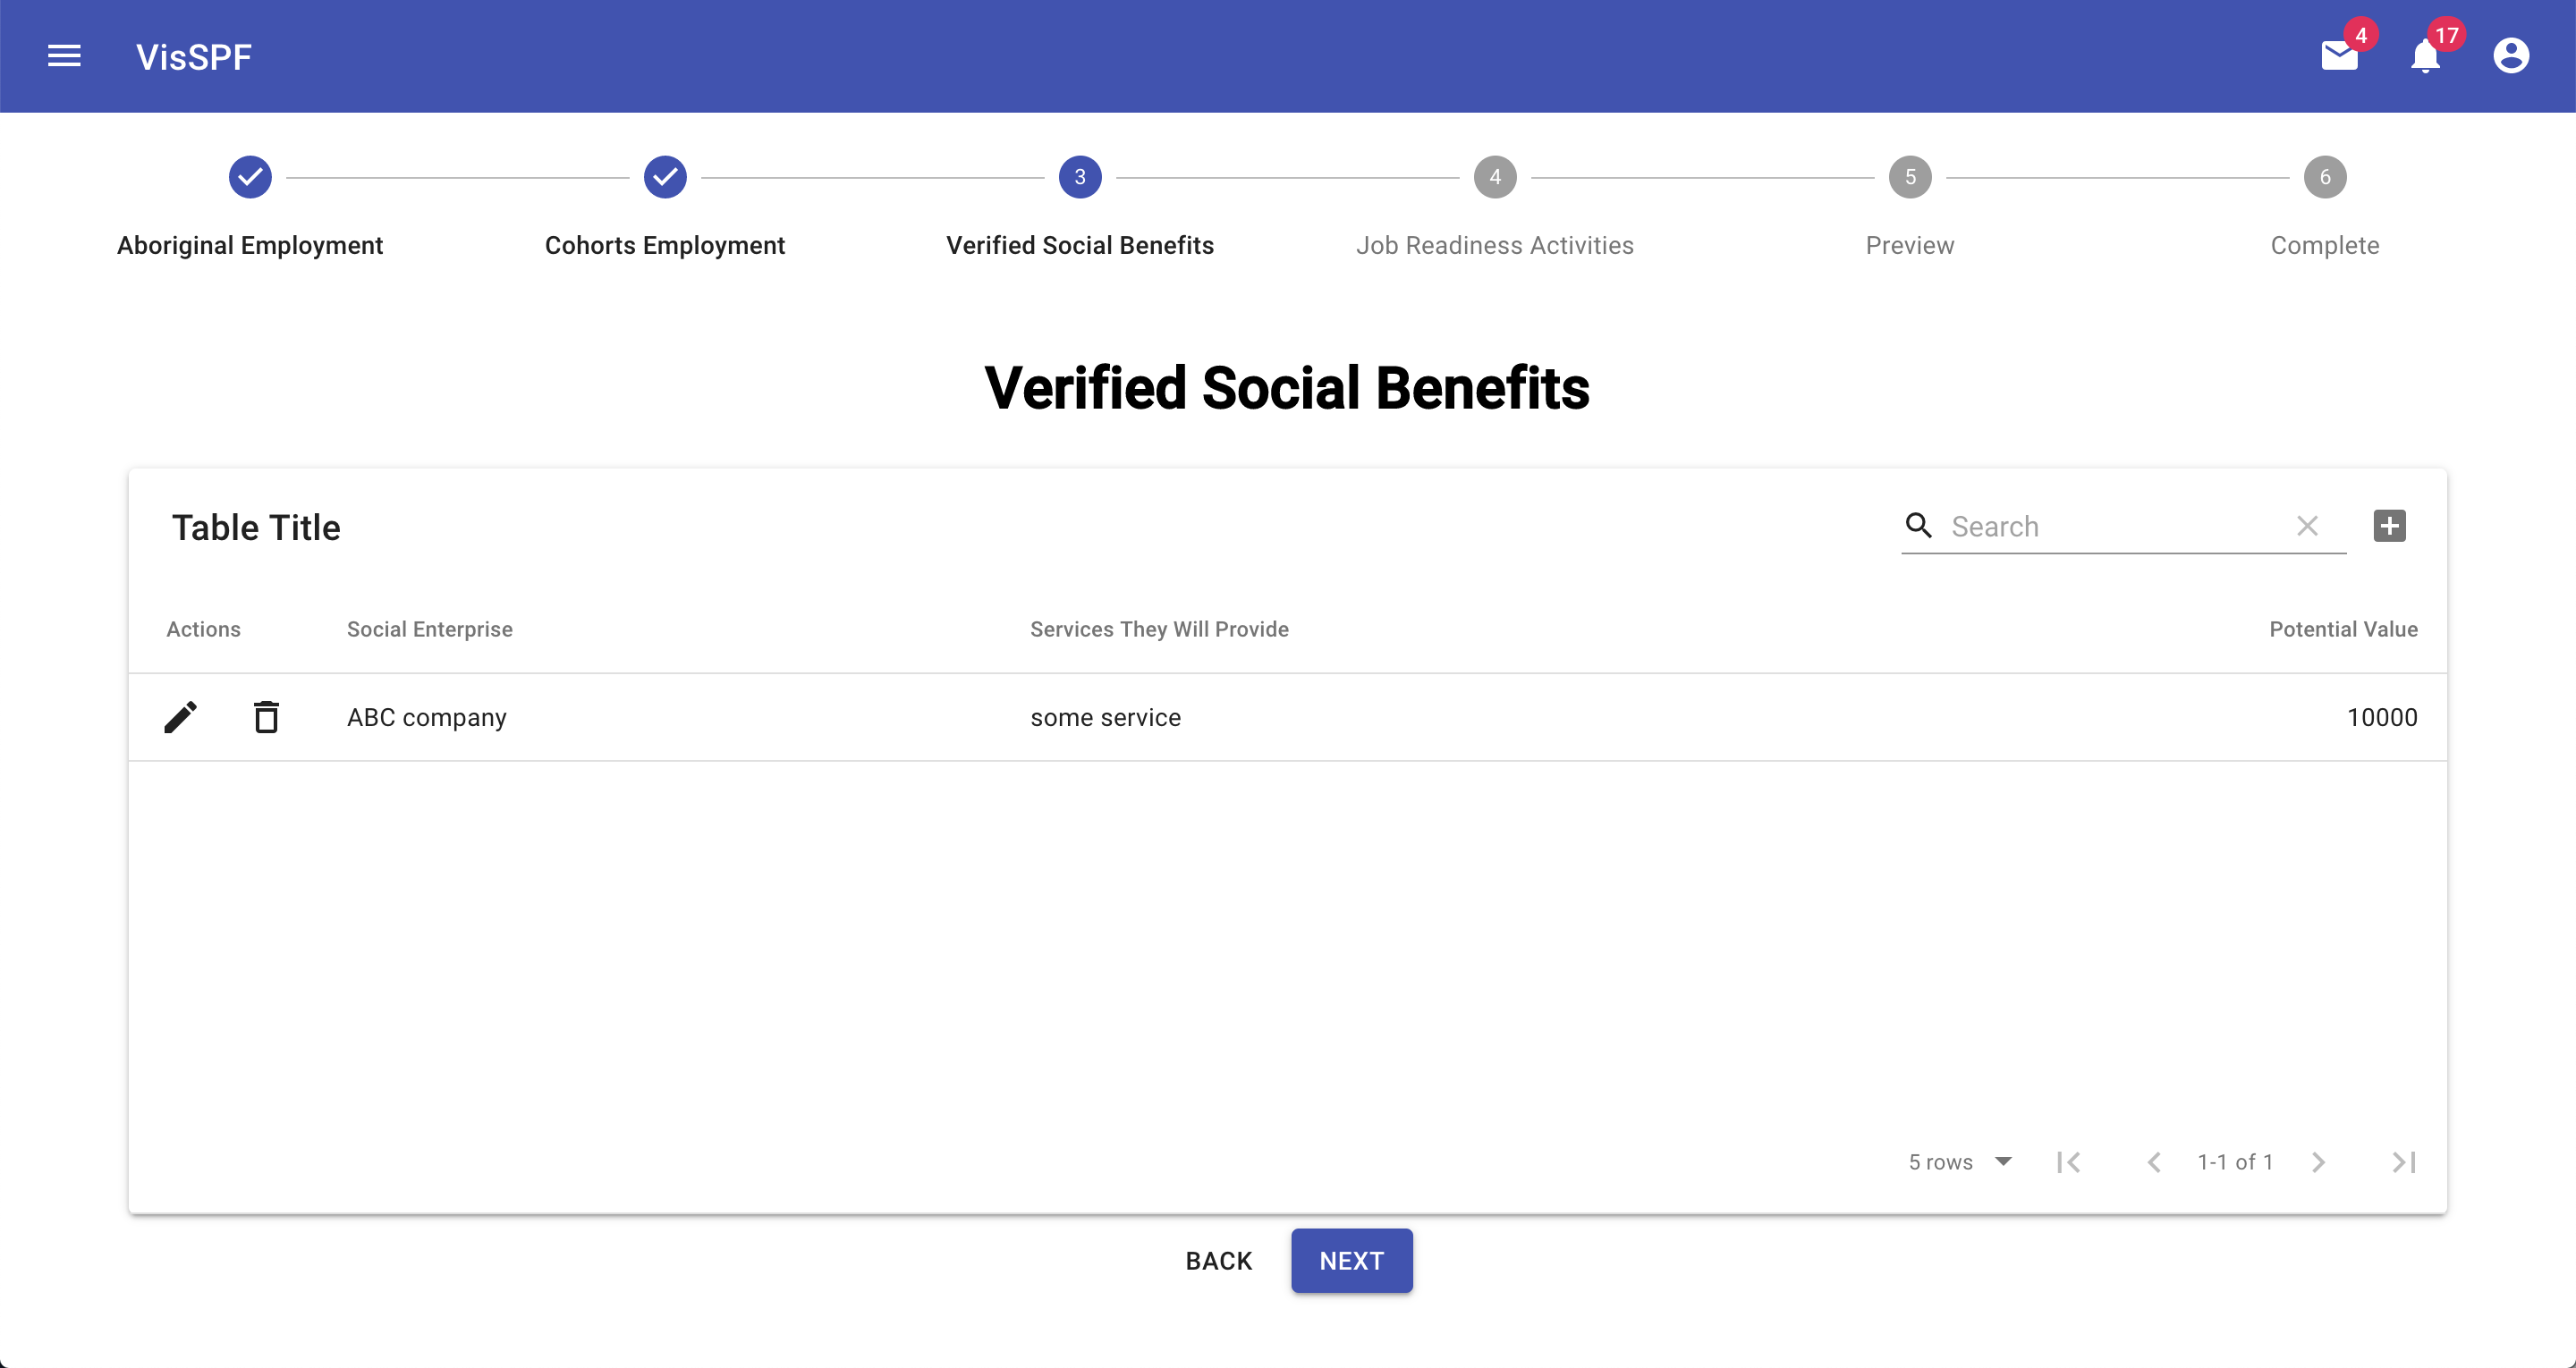 VisSPF 4 17
3 4 5 6
Aboriginal Employment Cohorts Employment Verified Social Benefits Job Readiness Activities Preview Complete
Verified Social Benefits
Table Title Search
Actions Social Enterprise Services They Will Provide Potential Value
ABC company some service 10000
5 rows 1-1 of 1
BACK NEXT